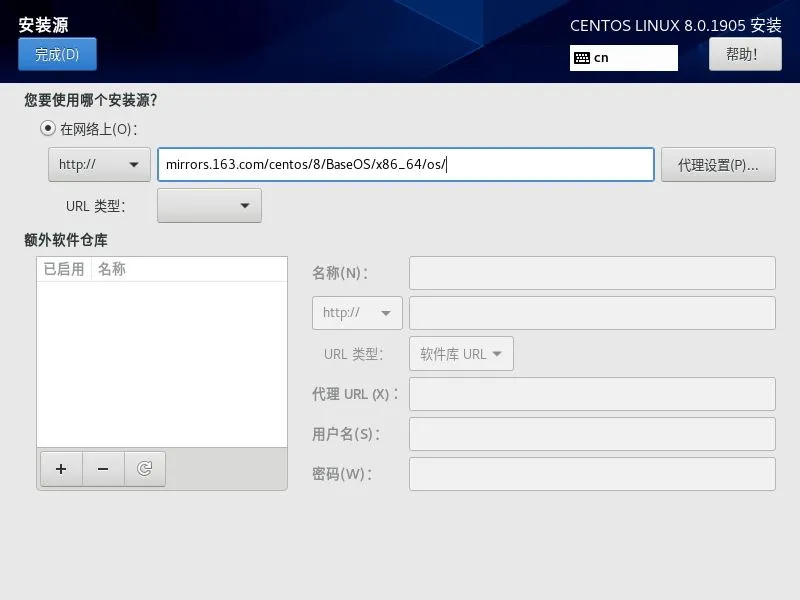 安装源
CENTOS LINUX 8.0.1905 安装
完成(D)
cn
帮助！
您要使用哪个安装源？
在网络上(O)：
http://
mirrors.163.com/centos/8/BaseOS/x86_64/os/
代理设置(P)...
URL 类型：
额外软件仓库
已启用 名称
名称(N)：
http://
URL 类型：
软件库 URL
代理 URL (X)：
用户名(S)：
密码(W)：